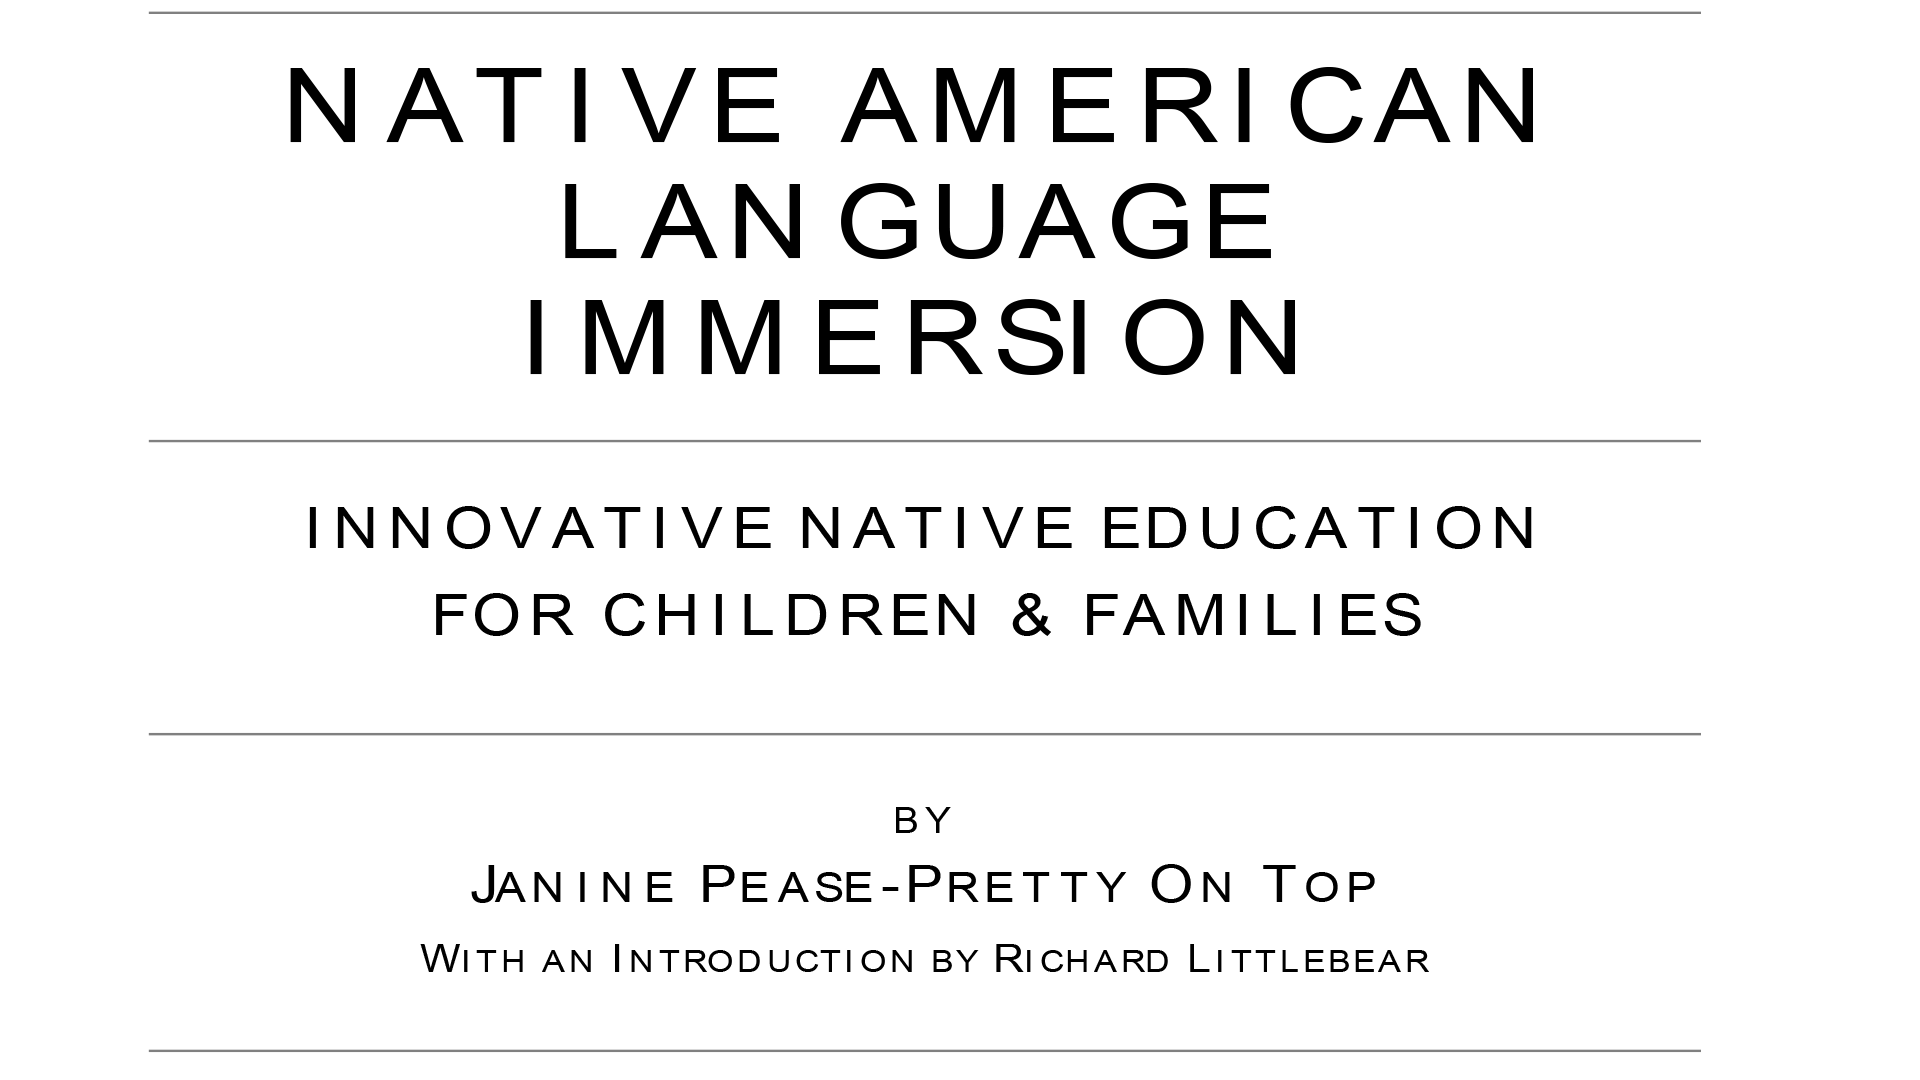 NATIVE AMERICAN
LANGUAGE
IMMERSION
INNOVATIVE NATIVE EDUCATION
FOR CHILDREN & FAMILIES
BY
JANINE PEASE-PRETTY ON TOP
WITH AN INTRODUCTION BY RICHARD LITTLEBEAR